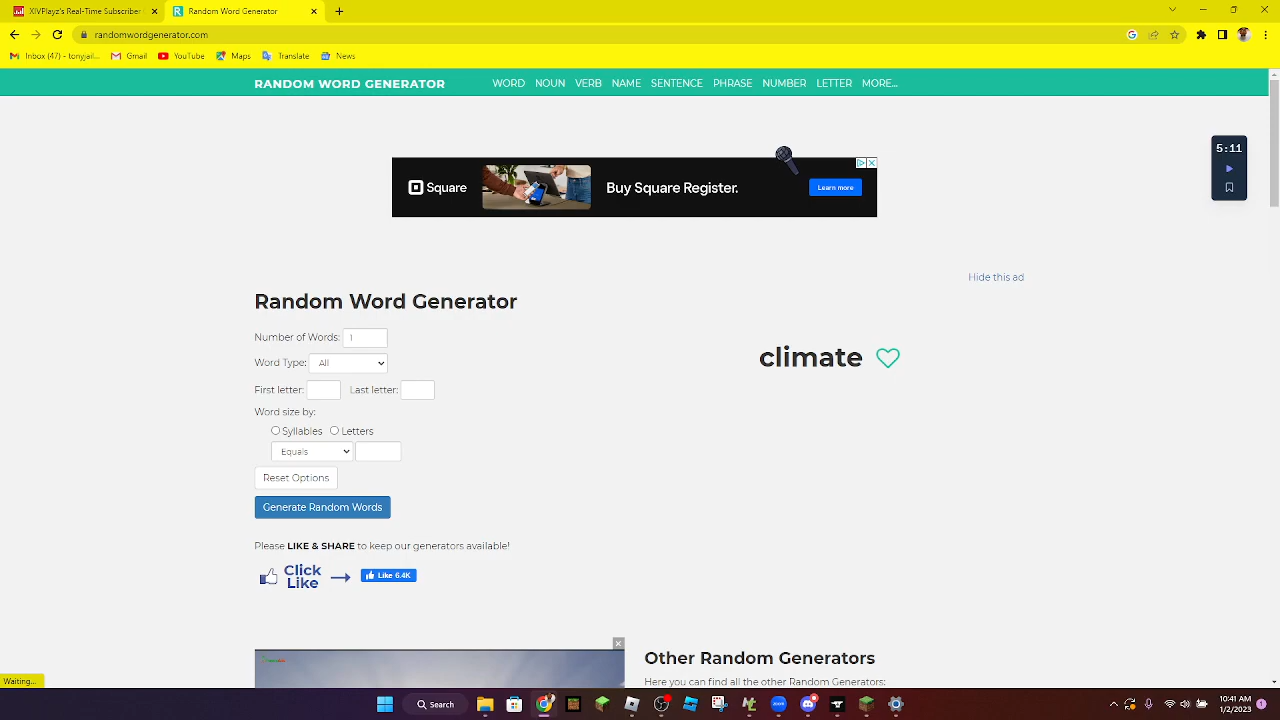 XIVPlayz's Real-Time Subscriber
Random Word Generator
randomwordgenerator.com
Inbox (47) - tonyjail...
Gmail
YouTube
Maps
Translate
News
RANDOM WORD GENERATOR
WORD NOUN VERB NAME SENTENCE PHRASE NUMBER LETTER MORE...
5:11
Square
Buy Square Register.
Learn more
Hide this ad
Random Word Generator
Number of Words: 1
Word Type: All
First letter: Last letter:
Word size by:
Syllables Letters
Equals
Reset Options
Generate Random Words
climate
Please LIKE & SHARE to keep our generators available!
Click
Like
Like 6.4K
Other Random Generators
Here you can find all the other Random Generators:
Waiting...
Search
zoom
10:41 AM
1/2/2023
1